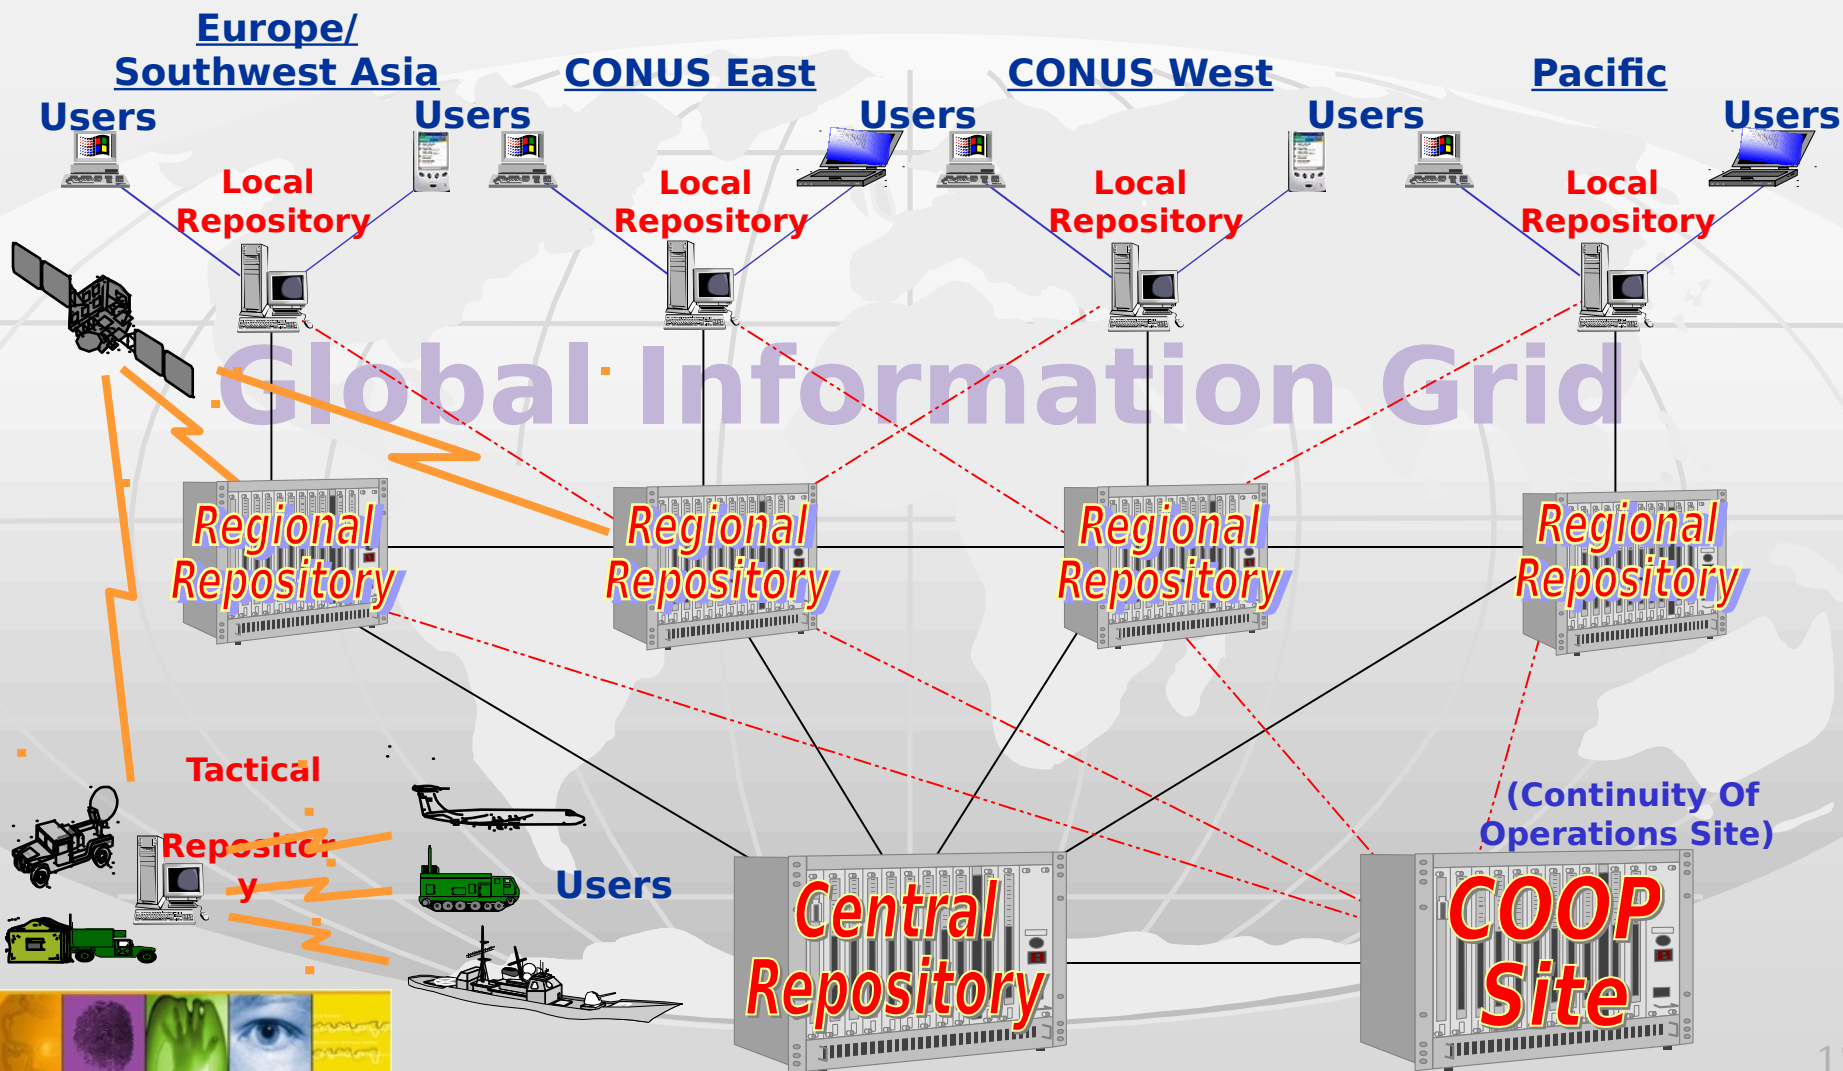 Europe/
Southwest Asia
CONUS East
CONUS West
Pacific
Users
Users
Users
Users
Users
Local
Repository
Local
Repository
Local
Repository
Local
Repository
Global Information Grid
Regional
Repository
Regional
Repository
Regional
Repository
Regional
Repository
Tactical
Repositor
y
Users
(Continuity Of
Operations Site)
Central
Repository
COOP
Site